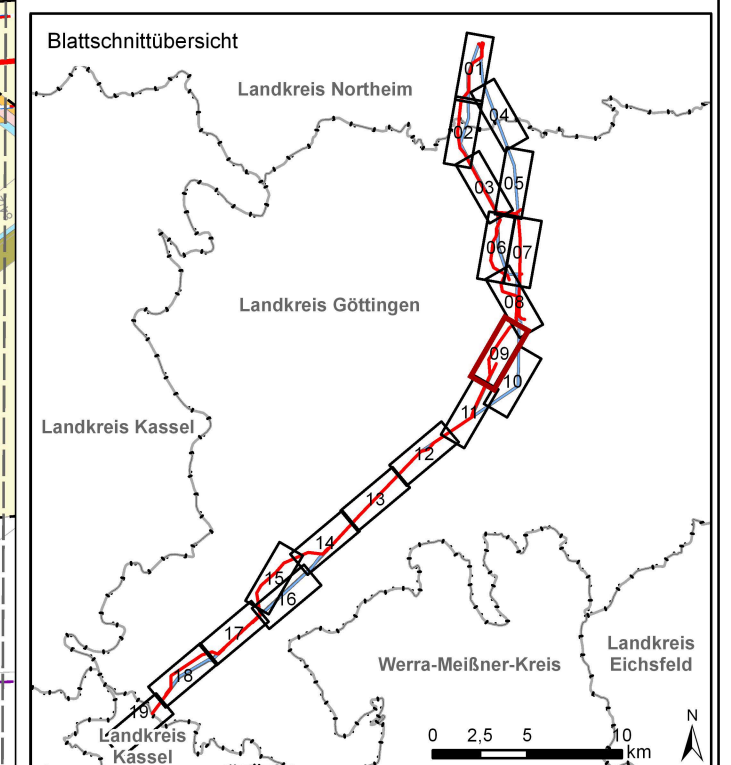 Blattschnittübersicht
01
Landkreis Northeim
04
02
05
03
06
07
Landkreis Göttingen
08
09
10
11
Landkreis Kassel
12
13
14
15
16
17
Landkreis
Eichsfeld
Werra-Meißner-Kreis
18
19
Landkreis
Kassel
N
0 2,5 5 10
km